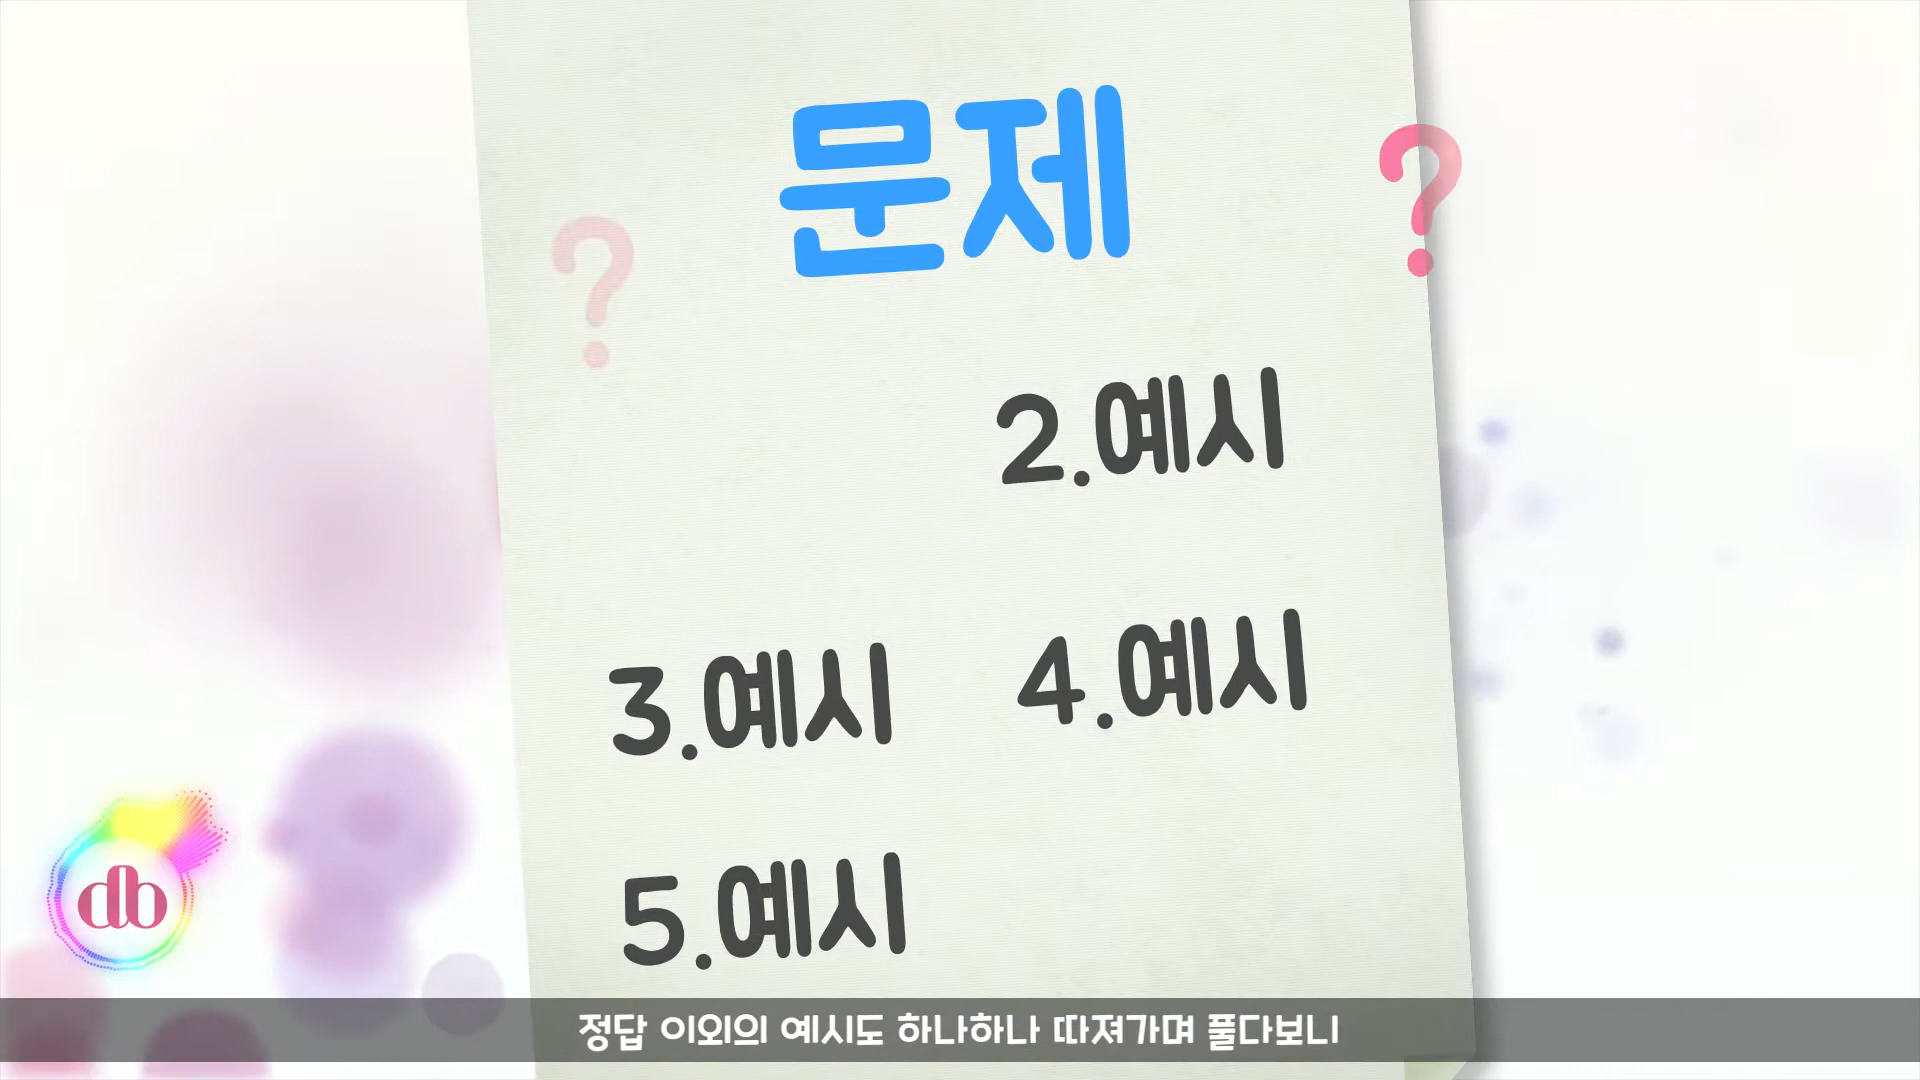 문제
?
?
2.예시
3.예시 4.예시
5.예시
db
정답 이외의 예시도 하나하나 따져가며 풀다보니